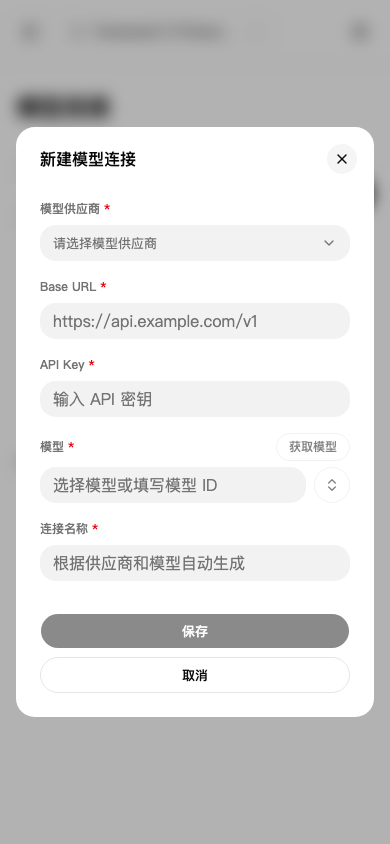 新建模型连接
模型供应商 *
请选择模型供应商
Base URL *
https://api.example.com/v1
API Key *
输入 API 密钥
模型 *
获取模型
选择模型或填写模型 ID
连接名称 *
根据供应商和模型自动生成
保存
取消